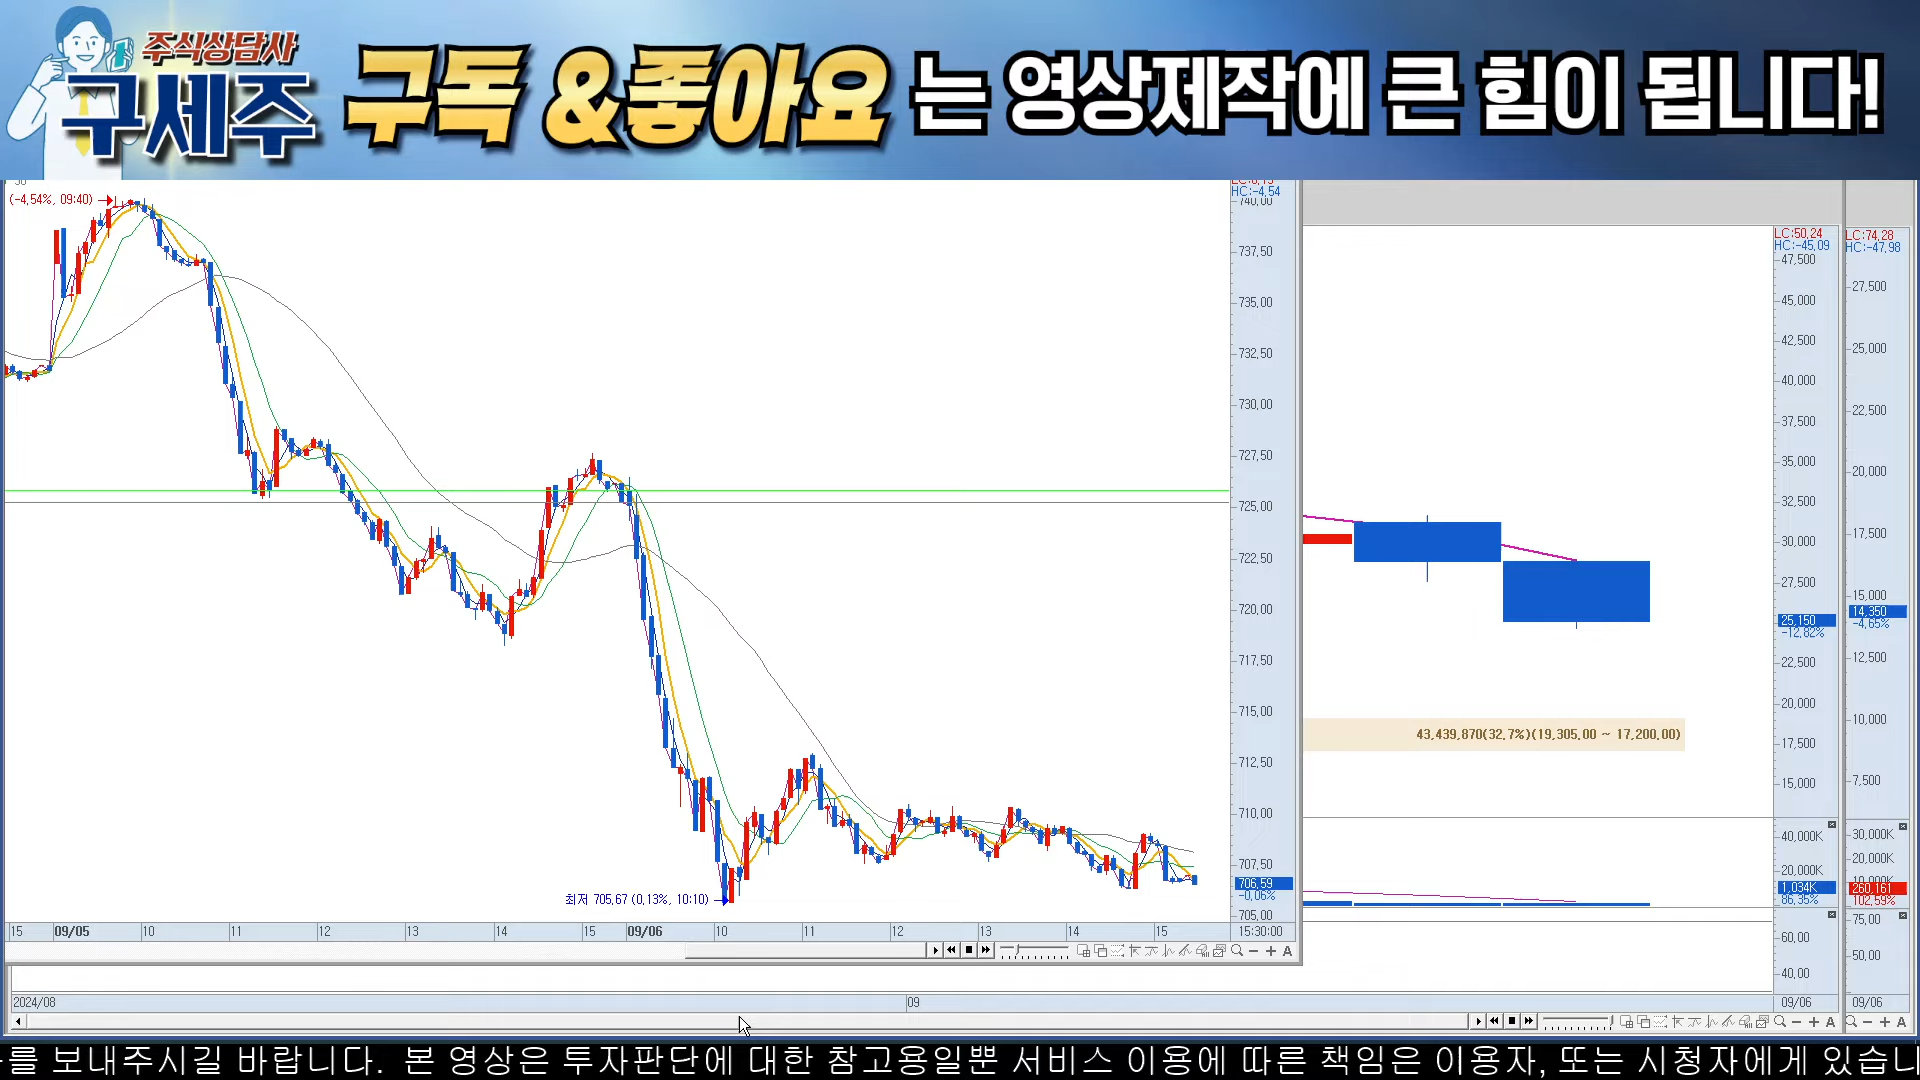 주식상담사
구세주
구독 &좋아요 는 영상제작에 큰 힘이 됩니다!
(-4,54%, 09:40)
HC:-4,54
740,00
737,50
735,00
732,50
730,00
727,50
725,00
722,50
720,00
717,50
715,00
712,50
710,00
707,50
706,59
-0,06%
705,00
최저 705,67 (0,13%, 10:10)
15 09/05 10 11 12 13 14 15 09/06 10 11 12 13 14 15 15:30:00
A
LC:50,24
HC:-45,09
47,500
45,000
42,500
40,000
37,500
35,000
32,500
30,000
27,500
25,150
-12,82%
22,500
20,000
17,500
15,000
43,439,870(32,7%)(19,305,00 ~ 17,200,00)
40,000K
20,000K
1,034K
86,35%
60,00
40,00
LC:74,28
HC:-47,98
27,500
25,000
22,500
20,000
17,500
15,000
14,350
-4,65%
12,500
10,000
7,500
30,000K
20,000K
260,161
102,59%
75,00
50,00
2024/08 09 09/06 09/06
A A
를 보내주시길 바랍니다. 본 영상은 투자판단에 대한 참고용일뿐 서비스 이용에 따른 책임은 이용자, 또는 시청자에게 있습니